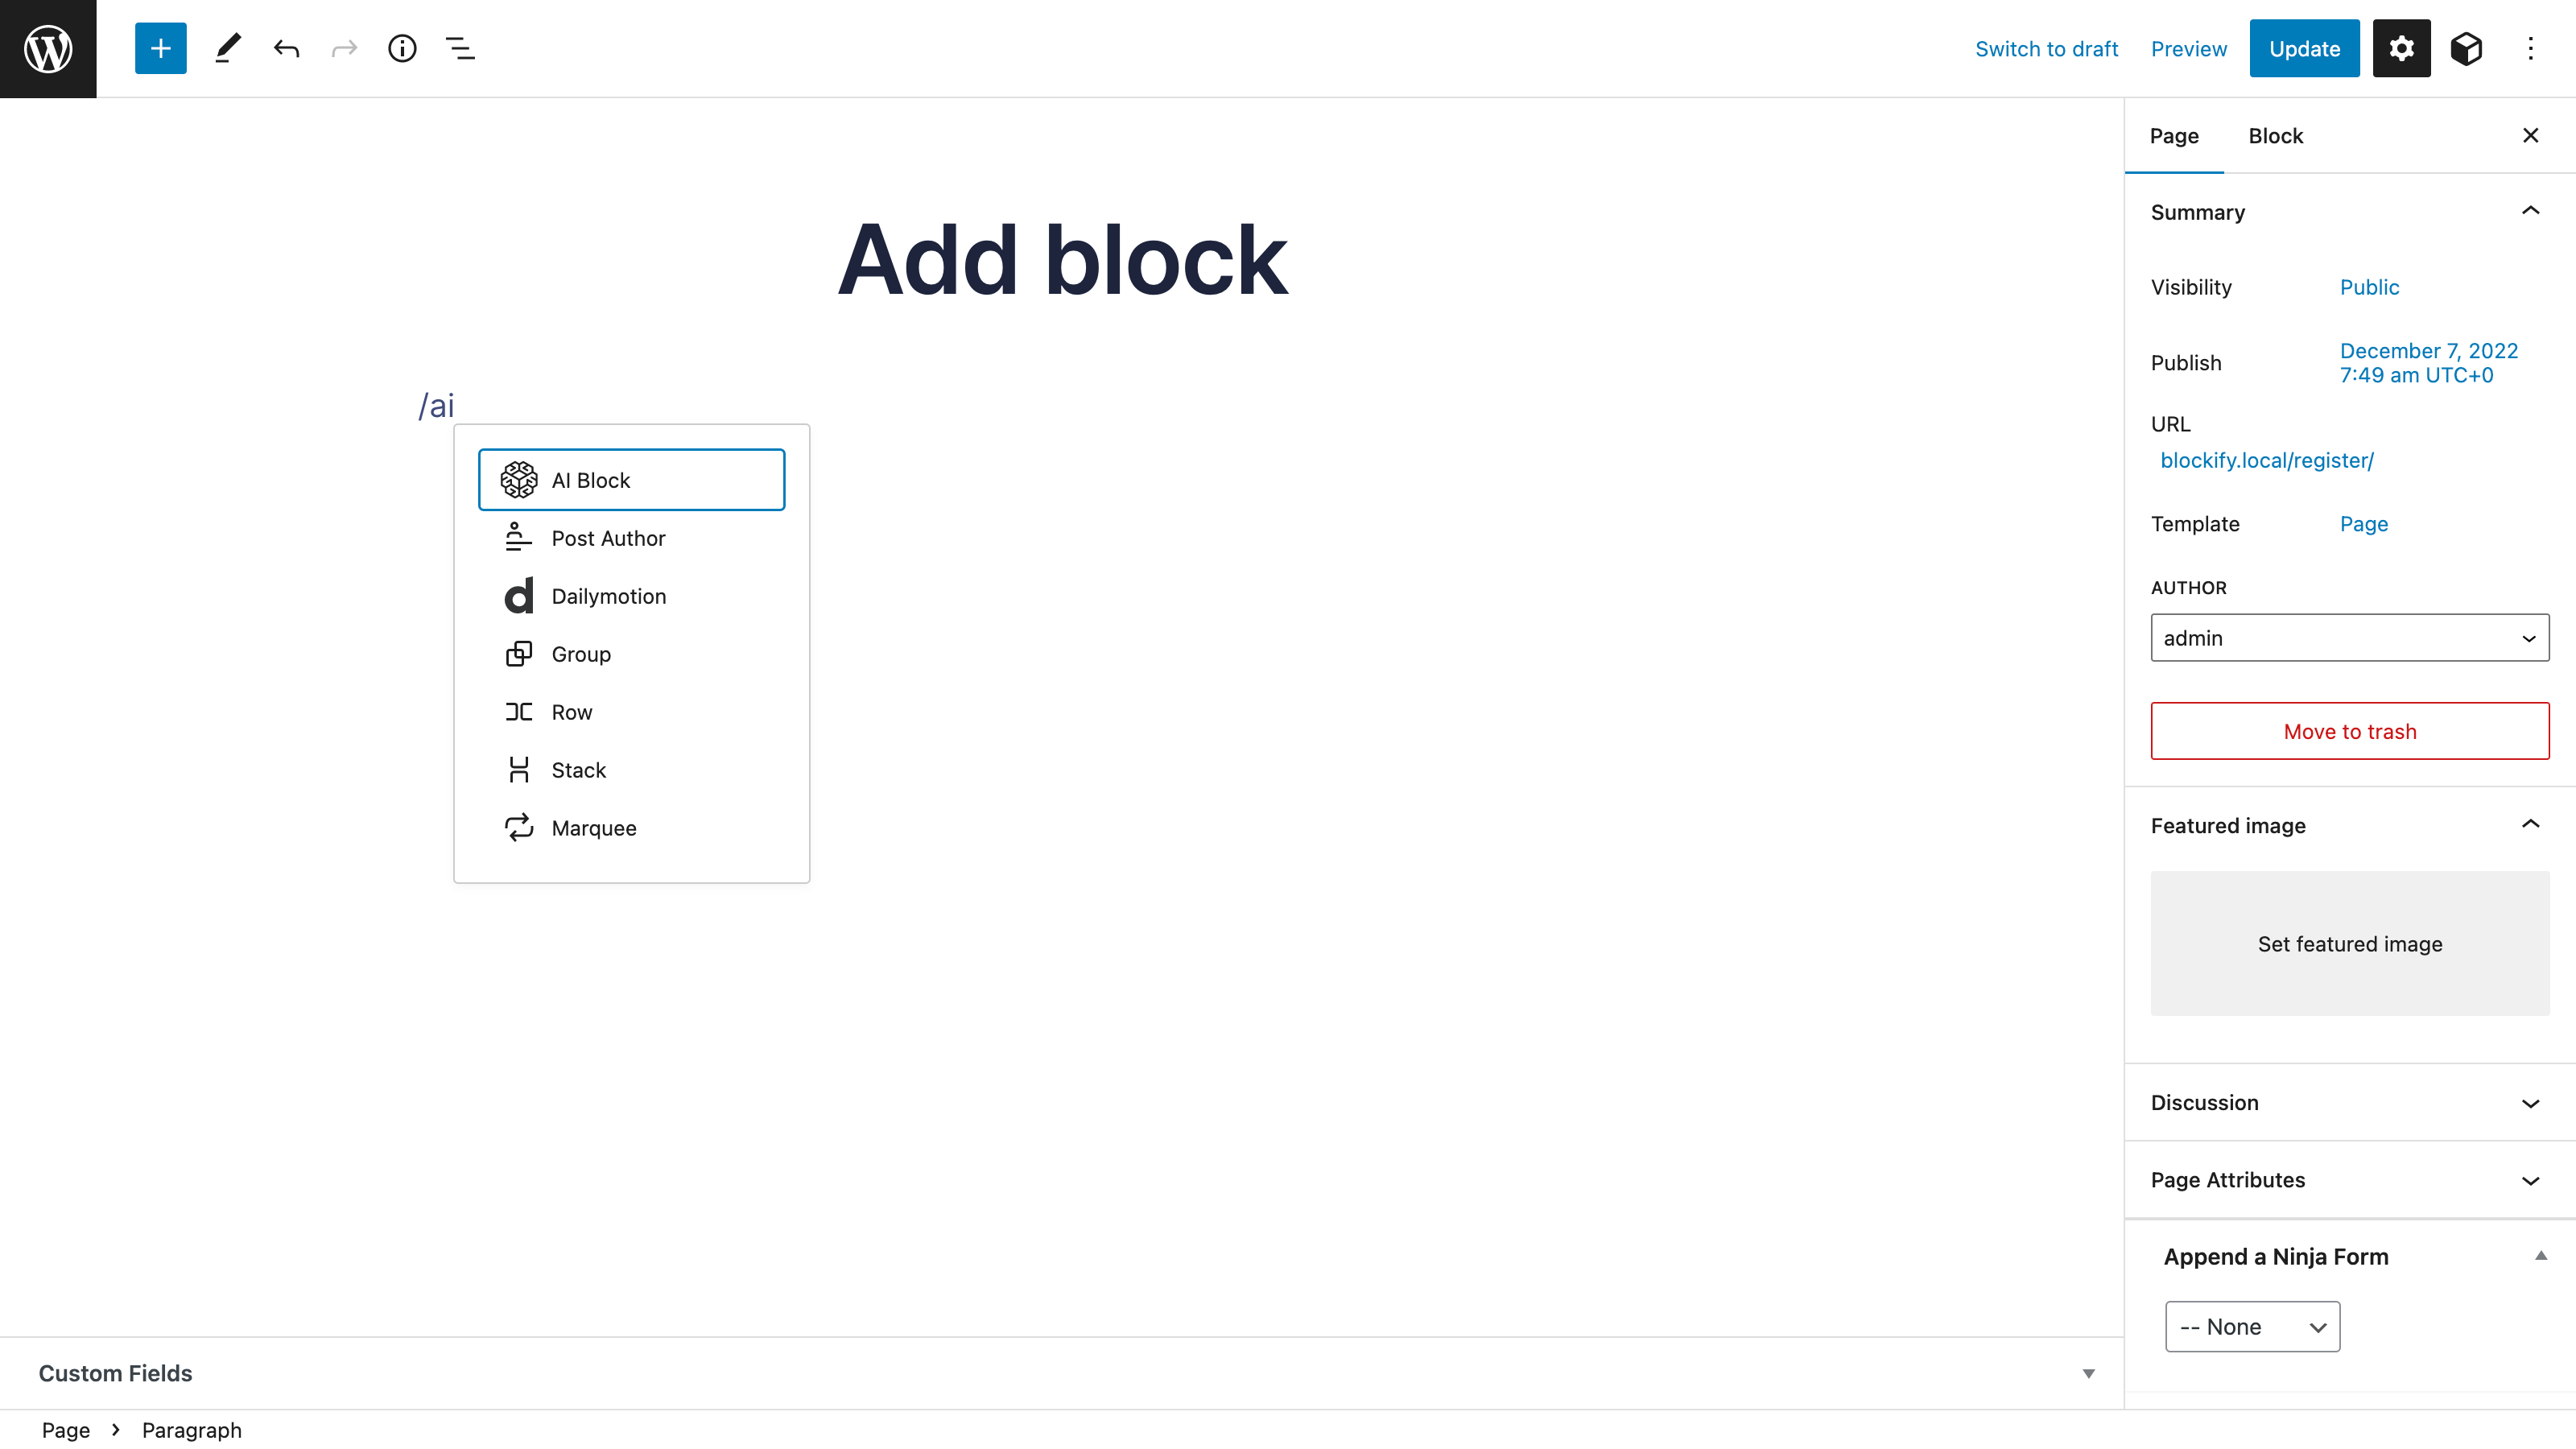 Switch to draft
Preview
Update
Add block
/ai
AI Block
Post Author
Dailymotion
Group
Row
Stack
Marquee
Page
Block
Summary
Visibility
Public
Publish
December 7, 2022
7:49 am UTC+0
URL
blockify.local/register/
Template
Page
AUTHOR
admin
Move to trash
Featured image
Set featured image
Discussion
Page Attributes
Append a Ninja Form
-- None
Custom Fields
Page
Paragraph